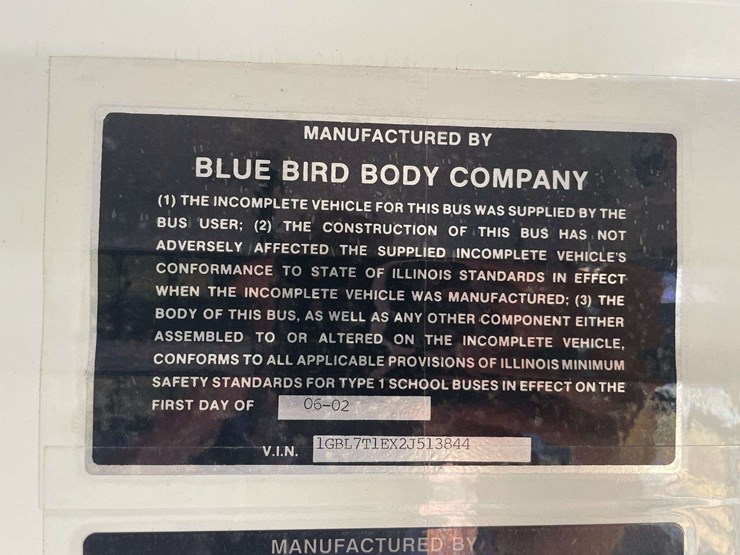 MANUFACTURED BY
BLUE BIRD BODY COMPANY
(1) THE INCOMPLETE VEHICLE FOR THIS BUS WAS SUPPLIED BY THE
BUS USER; (2) THE CONSTRUCTION OF THIS BUS HAS NOT
ADVERSELY AFFECTED THE SUPPLIED INCOMPLETE VEHICLE'S
CONFORMANCE TO STATE OF ILLINOIS STANDARDS IN EFFECT
WHEN THE INCOMPLETE VEHICLE WAS MANUFACTURED; (3) THE
BODY OF THIS BUS, AS WELL AS ANY OTHER COMPONENT EITHER
ASSEMBLED TO OR ALTERED ON THE INCOMPLETE VEHICLE,
CONFORMS TO ALL APPLICABLE PROVISIONS OF ILLINOIS MINIMUM
SAFETY STANDARDS FOR TYPE 1 SCHOOL BUSES IN EFFECT ON THE
FIRST DAY OF 06-02
V.I.N. 1GBL7T1EX2J513844
MANUFACTURED BY